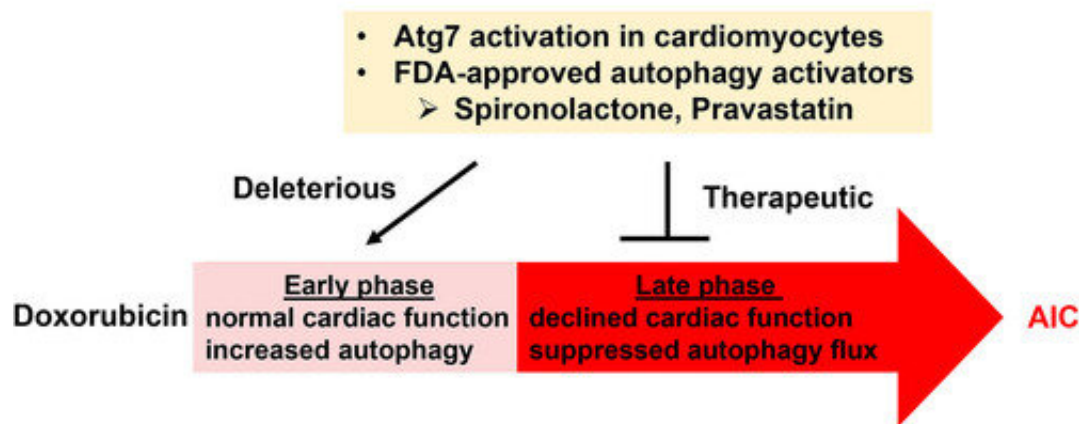 • Atg7 activation in cardiomyocytes
• FDA-approved autophagy activators
➢ Spironolactone, Pravastatin
Deleterious
Therapeutic
Doxorubicin
Early phase
normal cardiac function
increased autophagy
Late phase
declined cardiac function
suppressed autophagy flux
AIC